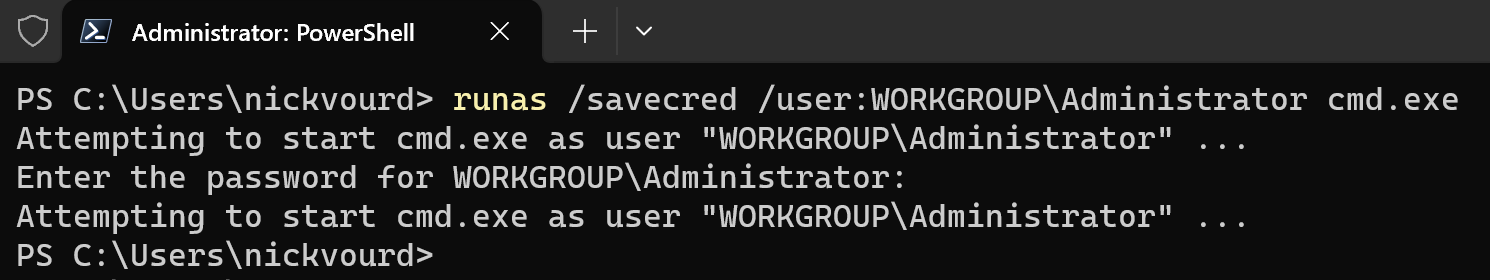 Administrator: PowerShell
PS C:\Users\nickvourd> runas /savecred /user:WORKGROUP\Administrator cmd.exe
Attempting to start cmd.exe as user "WORKGROUP\Administrator" ...
Enter the password for WORKGROUP\Administrator:
Attempting to start cmd.exe as user "WORKGROUP\Administrator" ...
PS C:\Users\nickvourd>